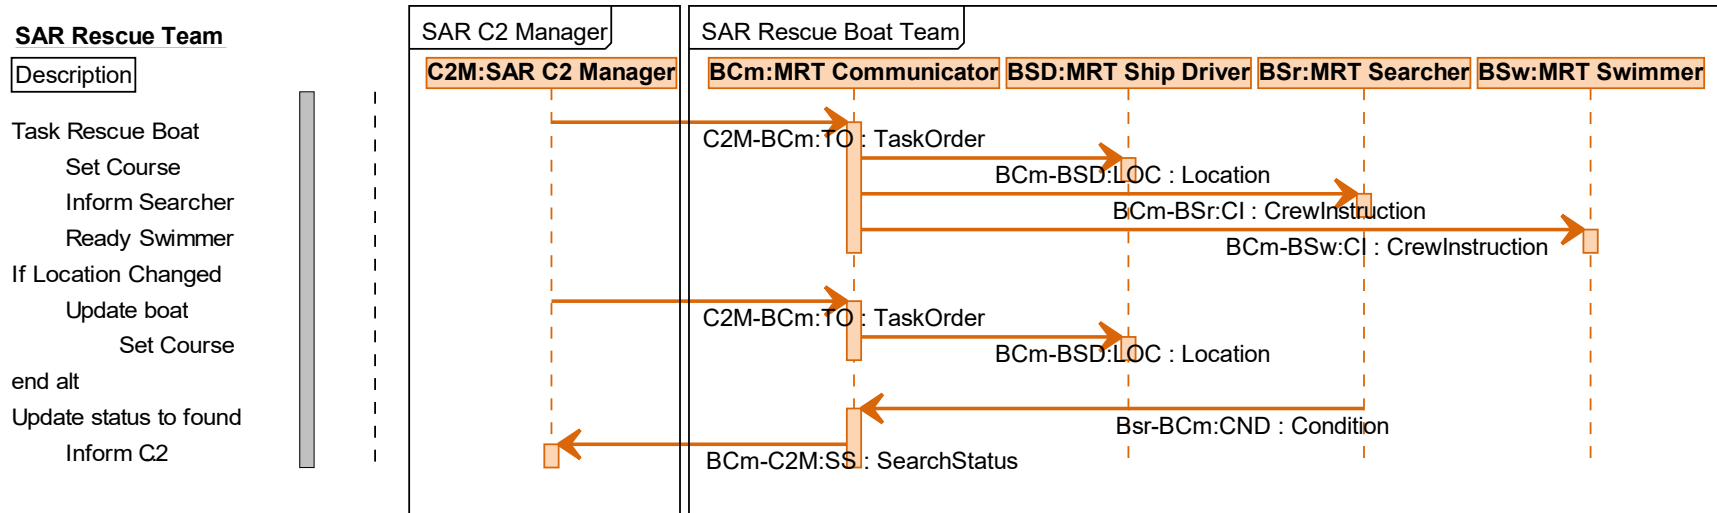 SAR Rescue Team
Description
SAR C2 Manager
SAR Rescue Boat Team
C2M:SAR C2 Manager
BCm:MRT Communicator
BSD:MRT Ship Driver
BSr:MRT Searcher
BSw:MRT Swimmer
Task Rescue Boat
C2M-BCm:TO : TaskOrder
Set Course
BCm-BSD:LOC : Location
Inform Searcher
BCm-BSr:CI : CrewInstruction
Ready Swimmer
BCm-BSw:CI : CrewInstruction
If Location Changed
Update boat
C2M-BCm:TO : TaskOrder
Set Course
BCm-BSD:LOC : Location
end alt
Update status to found
Bsr-BCm:CND : Condition
Inform C2
BCm-C2M:SS : SearchStatus